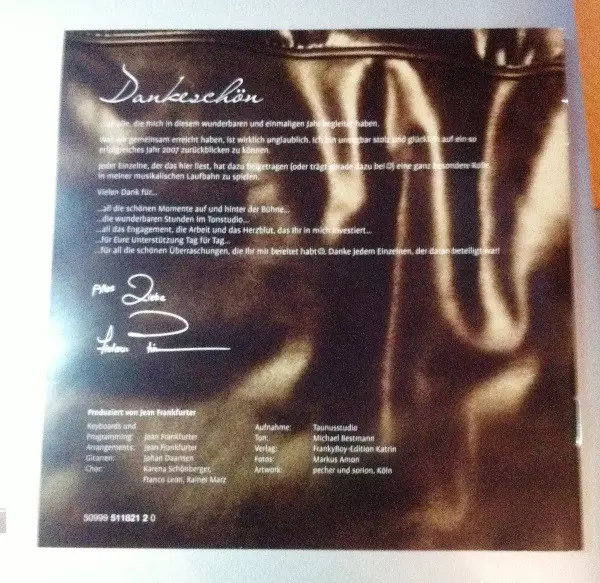 Dankeschön
alle, die mich in diesem wunderbaren und einmaligen Jahr begleitet haben.
Was wir gemeinsam erreicht haben, ist wirklich unglaublich. Ich bin unsagbar stolz und glücklich auf ein so
erfolgreiches Jahr 2007 zurückblicken zu können.
Jeder Einzelne, der das hier liest, hat dazu beigetragen (oder trägt gerade dazu bei☺) eine ganz besondere Rolle
in meiner musikalischen Laufbahn zu spielen.
Vielen Dank für...
...all die schönen Momente auf und hinter der Bühne...
...die wunderbaren Stunden im Tonstudio...
...all das Engagement, die Arbeit und das Herzblut, das Ihr in mich investiert...
...für Eure Unterstützung Tag für Tag...
...für all die schönen Überraschungen, die Ihr mir bereitet habt☺. Danke Jedem Einzelnen, der daran beteiligt war!
Alles Liebe
Produziert von Jean Frankfurter
Keyboards und
Programming: Jean Frankfurter
Arrangements: Jean Frankfurter
Gitarren: Johan Daansen
Chor: Karena Schönberger,
Franco Leon, Rainer Marz
Aufnahme: Taunusstudio
Ton: Michael Bestmann
Verlag: FrankyBoy-Edition Katrin
Fotos: Markus Amon
Artwork: pecher und soiron, Köln
50999 511821 2 0